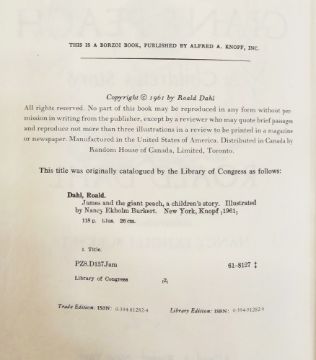 THIS IS A BORZOI BOOK, PUBLISHED BY ALFRED A. KNOPF, INC.
Copyright © 1961 by Roald Dahl
All rights reserved. No part of this book may be reproduced in any form without per-
mission in writing from the publisher, except by a reviewer who may quote brief passages
and reproduce not more than three illustrations in a review to be printed in a magazine
or newspaper. Manufactured in the United States of America. Distributed in Canada by
Random House of Canada, Limited, Toronto.
This title was originally catalogued by the Library of Congress as follows:
Dahl, Roald.
James and the giant peach, a children's story. Illustrated
by Nancy Ekholm Burkert. New York, Knopf [1961]
118 p. illus. 26 cm.
I. Title.
PZ8.D137Jam 61-8127 ‡
Library of Congress
Trade Edition: ISBN: 0-394-81282-4 Library Edition: ISBN: 0-394-91282-9